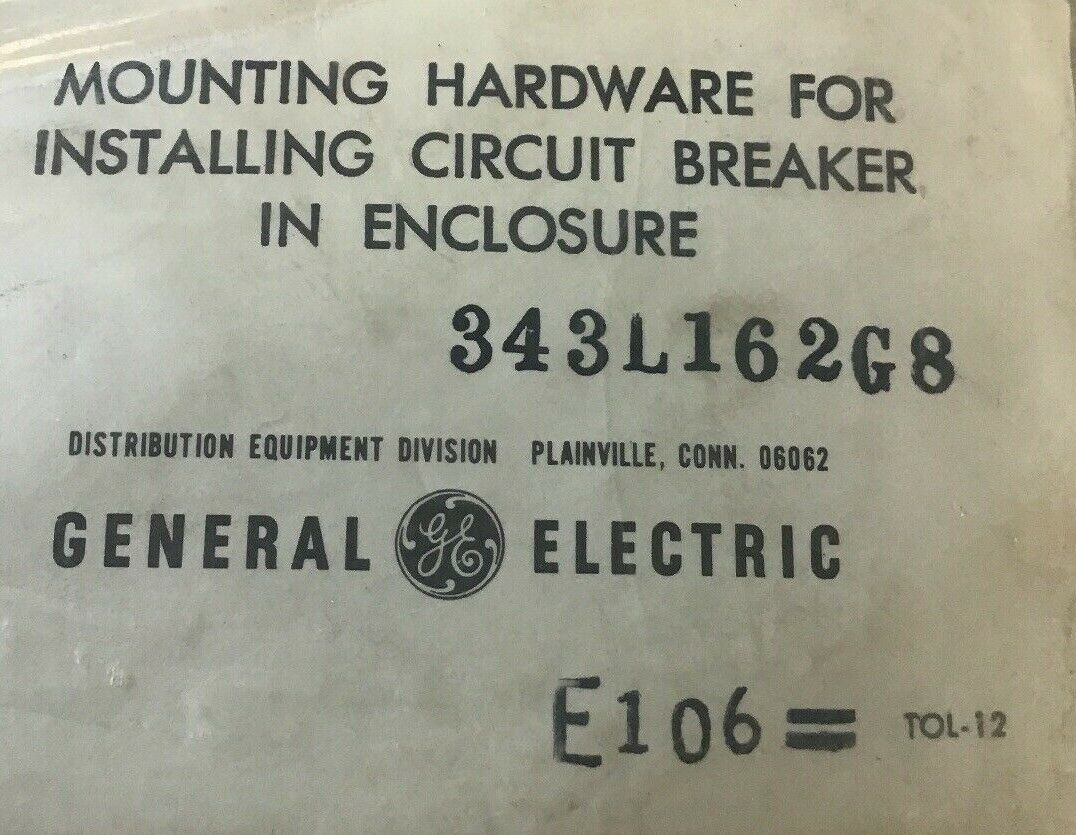 MOUNTING HARDWARE FOR
INSTALLING CIRCUIT BREAKER
IN ENCLOSURE
343L162G8
DISTRIBUTION EQUIPMENT DIVISION PLAINVILLE, CONN. 06062
GENERAL GE ELECTRIC
E106= TOL-12